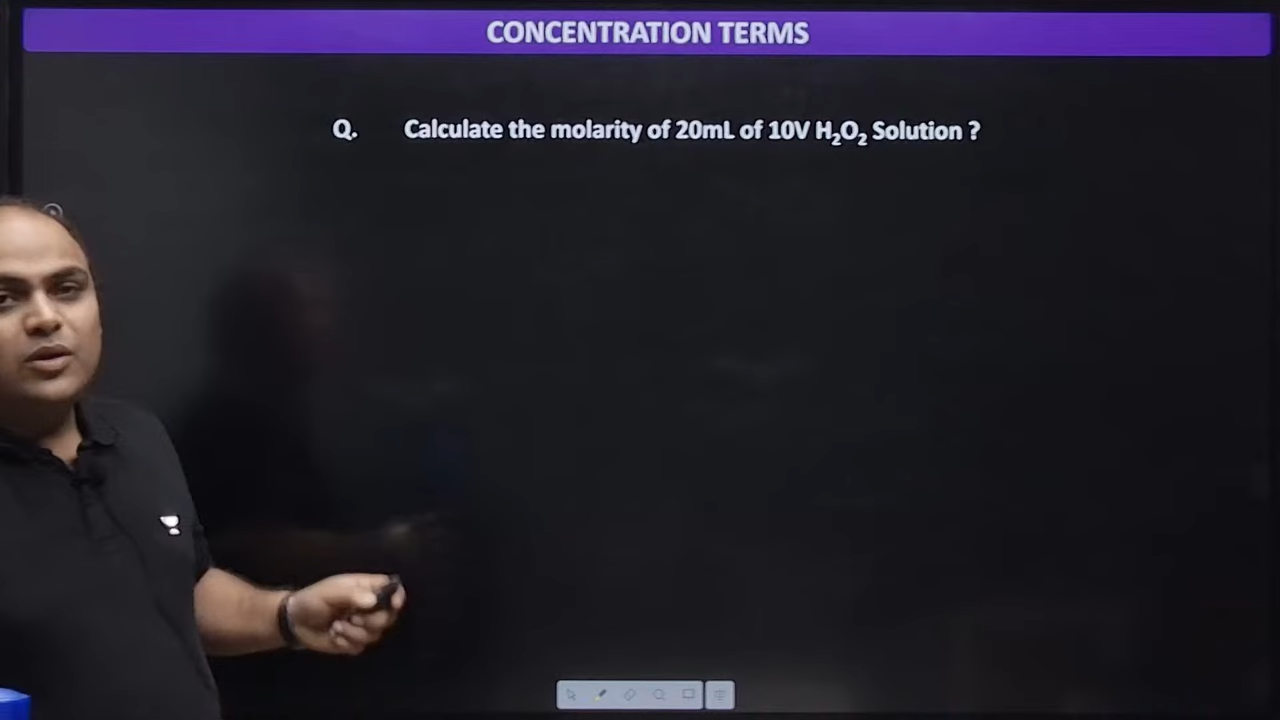 CONCENTRATION TERMS
Q. Calculate the molarity of 20mL of 10V H₂O₂ Solution ?